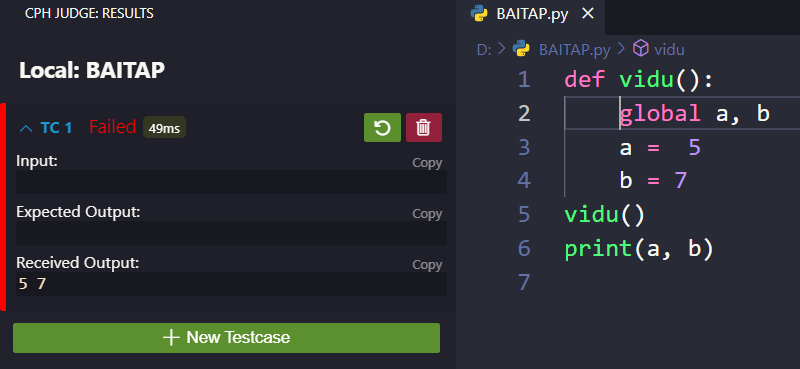 CPH JUDGE: RESULTS
Local: BAITAP
TC 1 Failed 49ms
Input:
Copy
Expected Output:
Copy
Received Output:
Copy
5 7
New Testcase
BAITAP.py
D: > BAITAP.py > vidu
1 def vidu():
2 global a, b
3 a =  5
4 b = 7
5 vidu()
6 print(a, b)
7